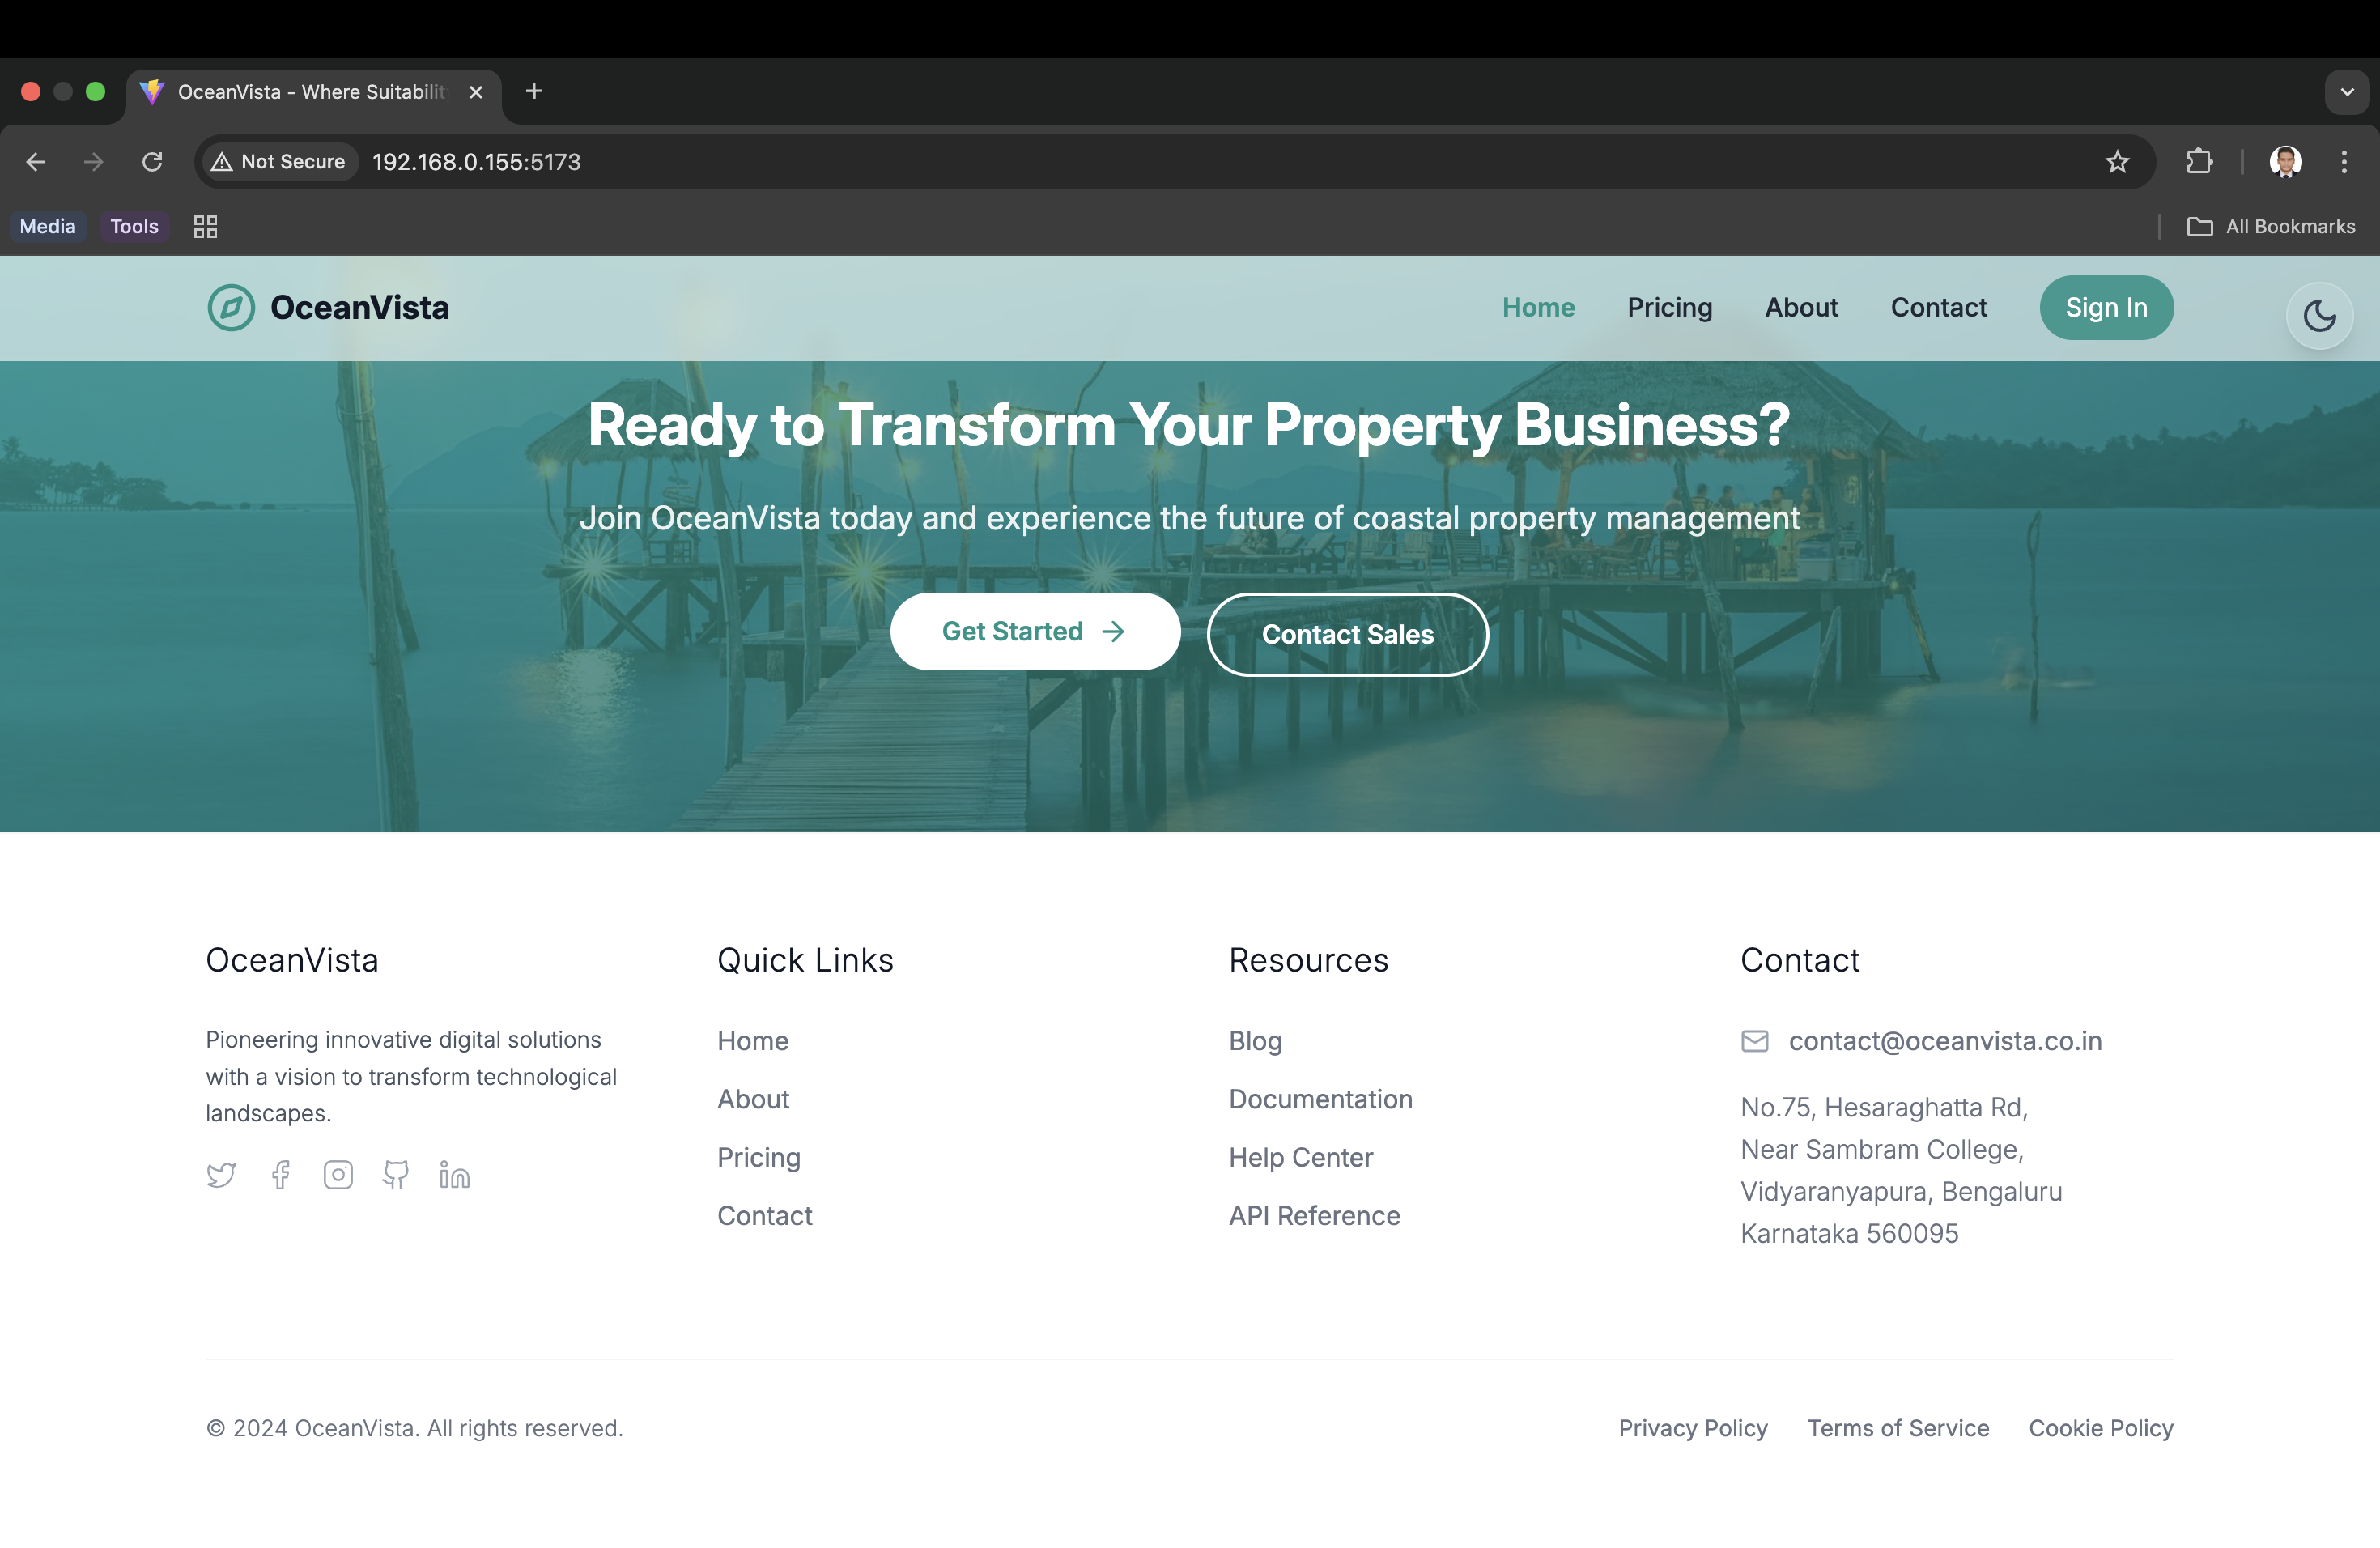 OceanVista - Where Suitabilit
Not Secure
192.168.0.155:5173
Media
Tools
All Bookmarks
OceanVista
Home
Pricing
About
Contact
Sign In
Ready to Transform Your Property Business?
Join OceanVista today and experience the future of coastal property management
Get Started
Contact Sales
OceanVista
Pioneering innovative digital solutions
with a vision to transform technological
landscapes.
Quick Links
Home
About
Pricing
Contact
Resources
Blog
Documentation
Help Center
API Reference
Contact
contact@oceanvista.co.in
No.75, Hesaraghatta Rd,
Near Sambram College,
Vidyaranyapura, Bengaluru
Karnataka 560095
© 2024 OceanVista. All rights reserved.
Privacy Policy
Terms of Service
Cookie Policy